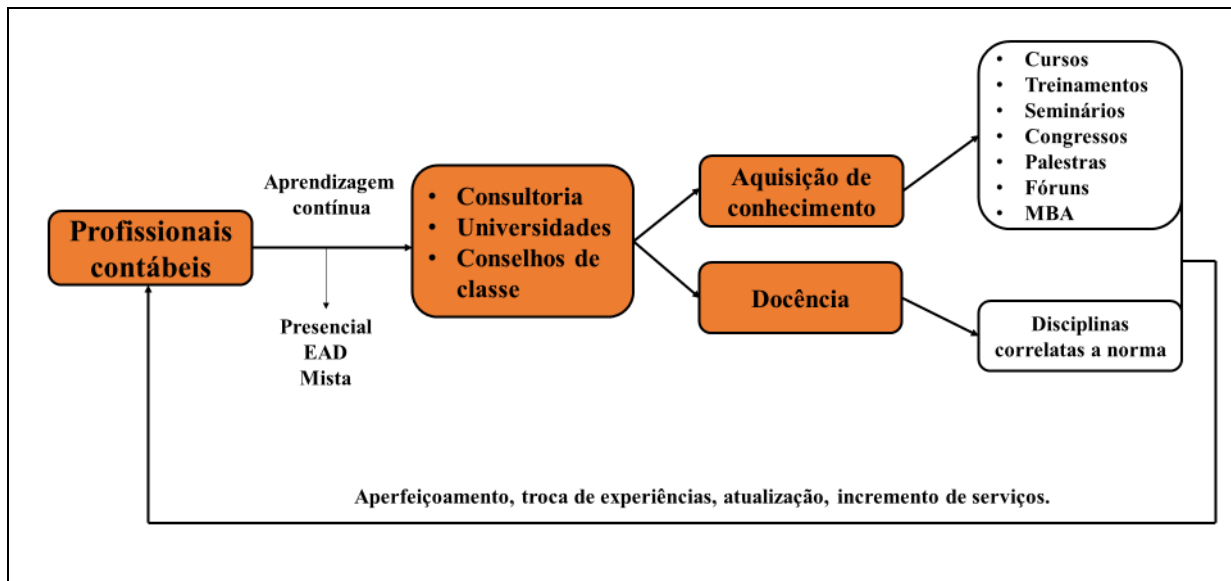 Profissionais
contábeis
Aprendizagem
contínua
Presencial
EAD
Mista
• Consultoria
• Universidades
• Conselhos de
classe
Aquisição de
conhecimento
Docência
• Cursos
• Treinamentos
• Seminários
• Congressos
• Palestras
• Fóruns
• MBA
Disciplinas
correlatas a norma
Aperfeiçoamento, troca de experiências, atualização, incremento de serviços.